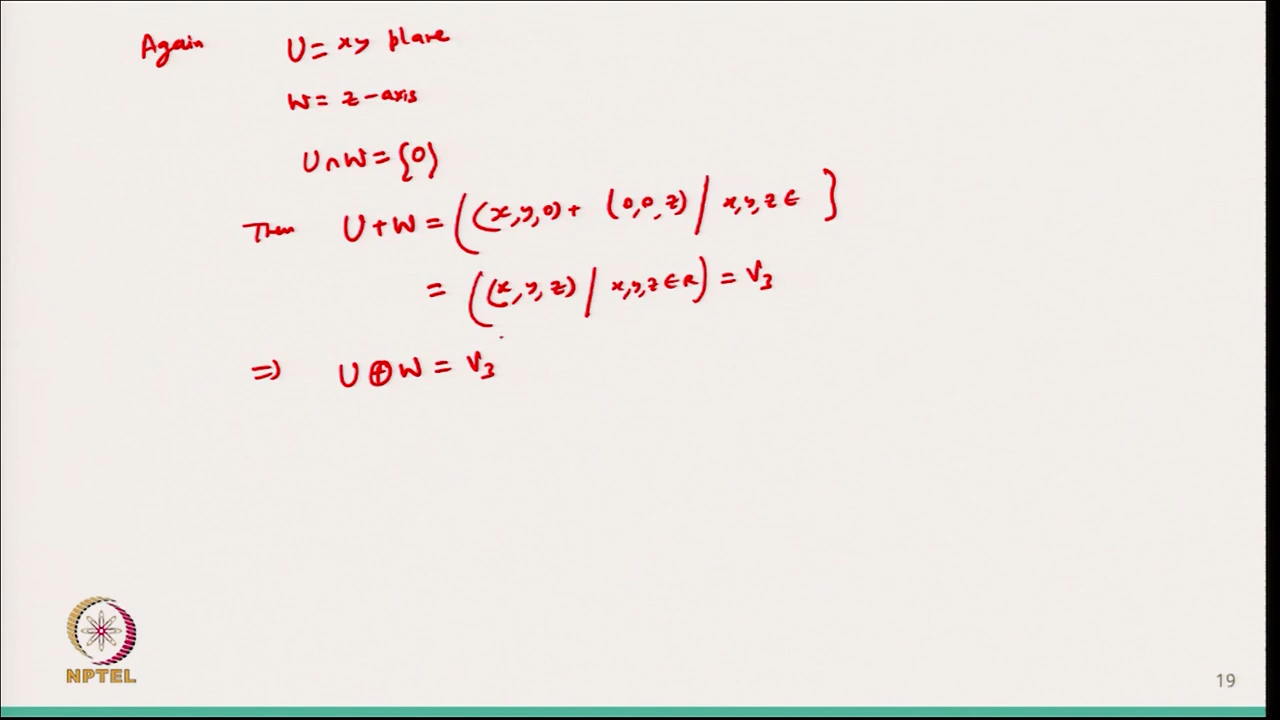 Again U = xy plane
W = z-axis
U∩W = {0}
Then U+W = {(x,y,0) + (0,0,z) / x,y,z ∈ }
= {(x,y,z) / x,y,z ∈ R} = V₃
⇒ U ⊕ W = V₃
NPTEL
19